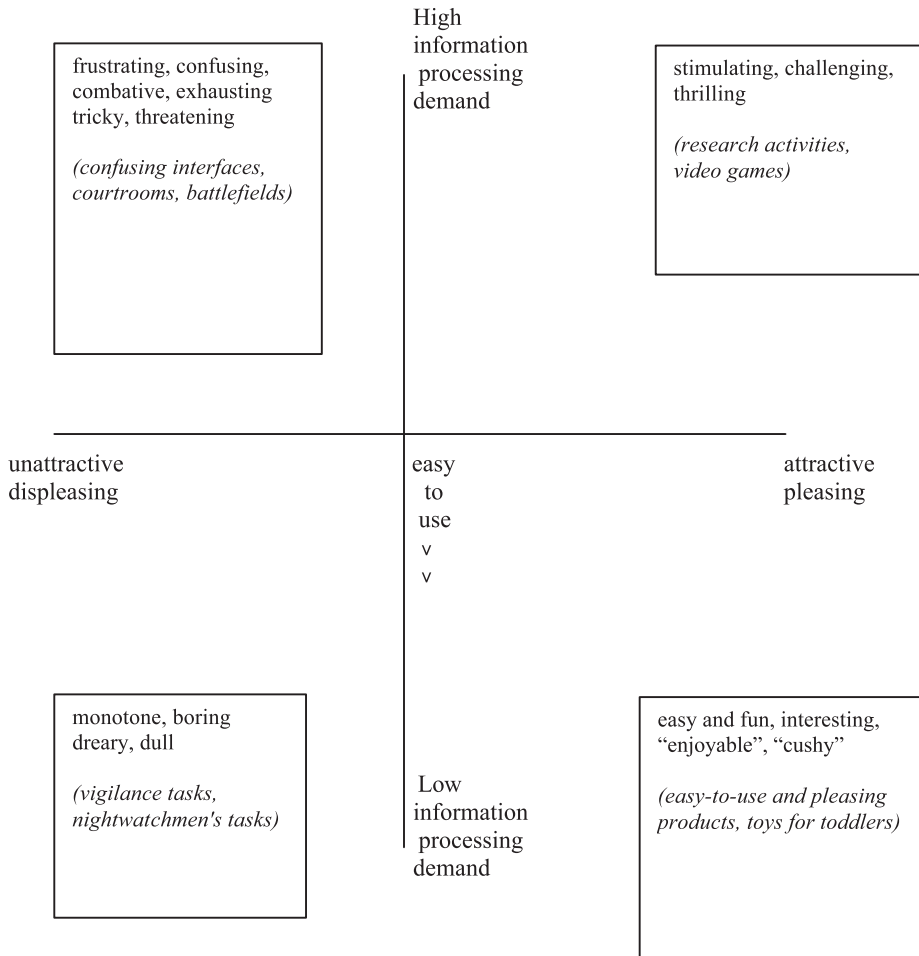 High
information
processing
demand
frustrating, confusing,
combative, exhausting
tricky, threatening
(confusing interfaces,
courtrooms, battlefields)
stimulating, challenging,
thrilling
(research activities,
video games)
unattractive
displeasing
easy
to
use
v
v
attractive
pleasing
monotone, boring
dreary, dull
(vigilance tasks,
nightwatchmen's tasks)
Low
information
processing
demand
easy and fun, interesting,
“enjoyable”, “cushy”
(easy-to-use and pleasing
products, toys for toddlers)